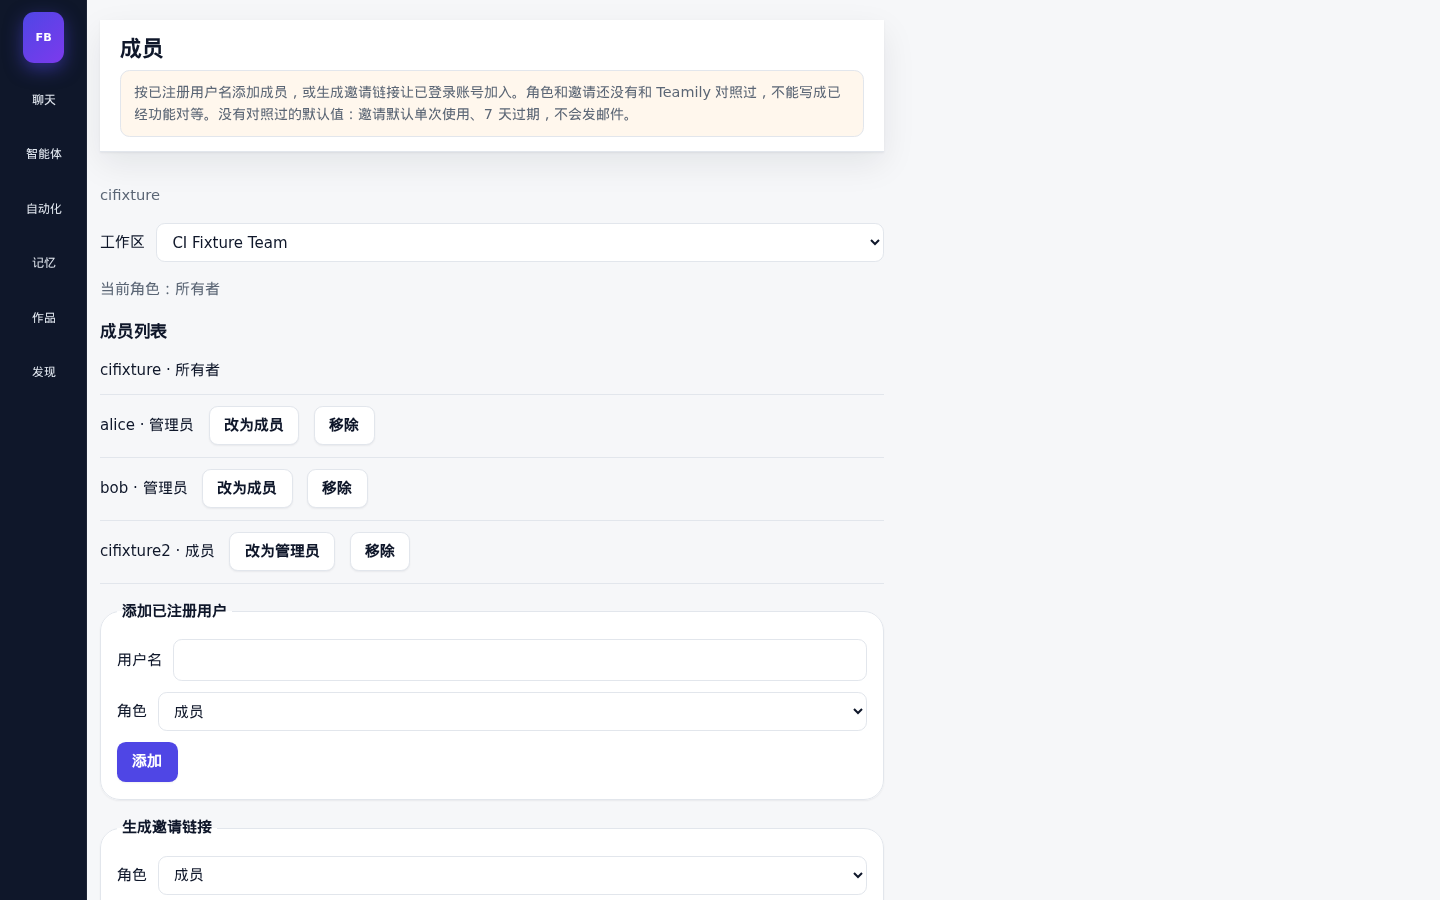 FB
聊天
智能体
自动化
记忆
作品
发现
成员
按已注册用户名添加成员，或生成邀请链接让已登录账号加入。角色和邀请还没有和 Teamily 对照过，不能写成已
经功能对等。没有对照过的默认值：邀请默认单次使用、7 天过期，不会发邮件。
cifixture
工作区 CI Fixture Team
当前角色：所有者
成员列表
cifixture · 所有者
alice · 管理员 改为成员 移除
bob · 管理员 改为成员 移除
cifixture2 · 成员 改为管理员 移除
添加已注册用户
用户名
角色 成员
添加
生成邀请链接
角色 成员